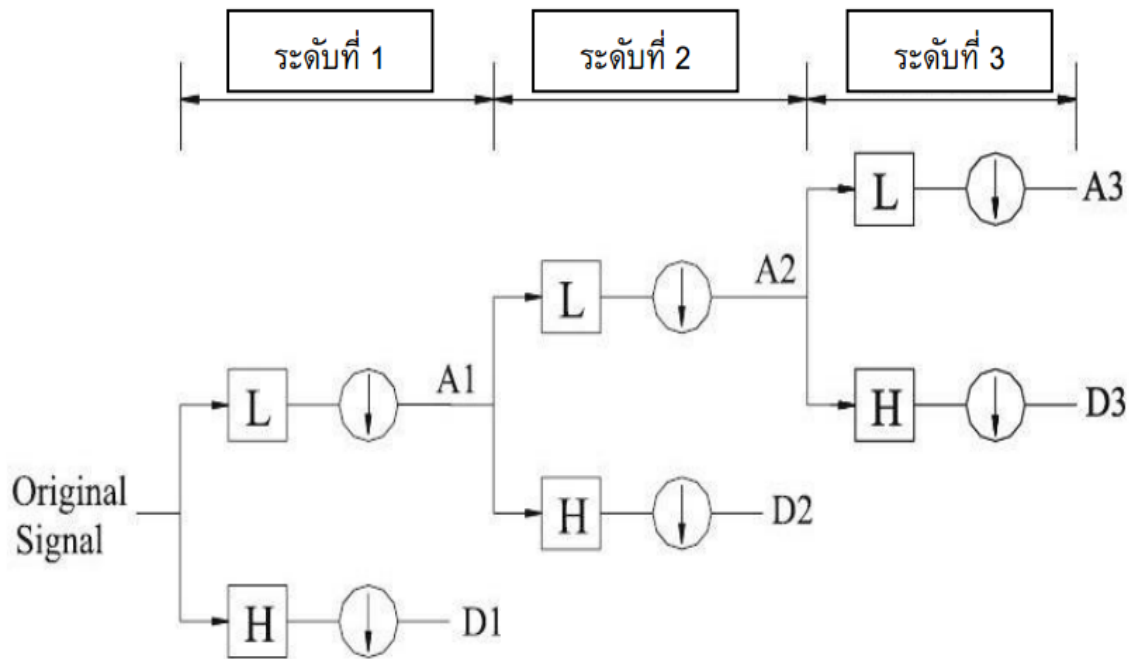 ระดับที่ 1
ระดับที่ 2
ระดับที่ 3
L
A3
L
A2
L
A1
H
D3
Original
Signal
H
D2
H
D1